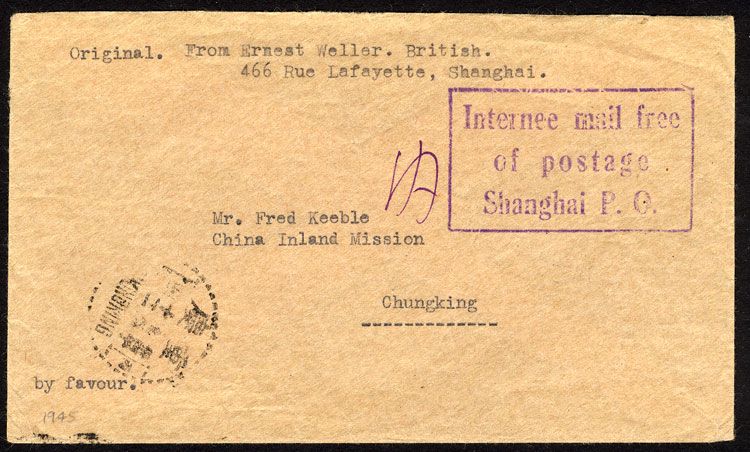 Original. From Ernest Weller. British.
466 Rue Lafayette, Shanghai.
Internee mail free
of postage
Shanghai P. O.
Mr. Fred Keeble
China Inland Mission
Chungking
by favour.
1945